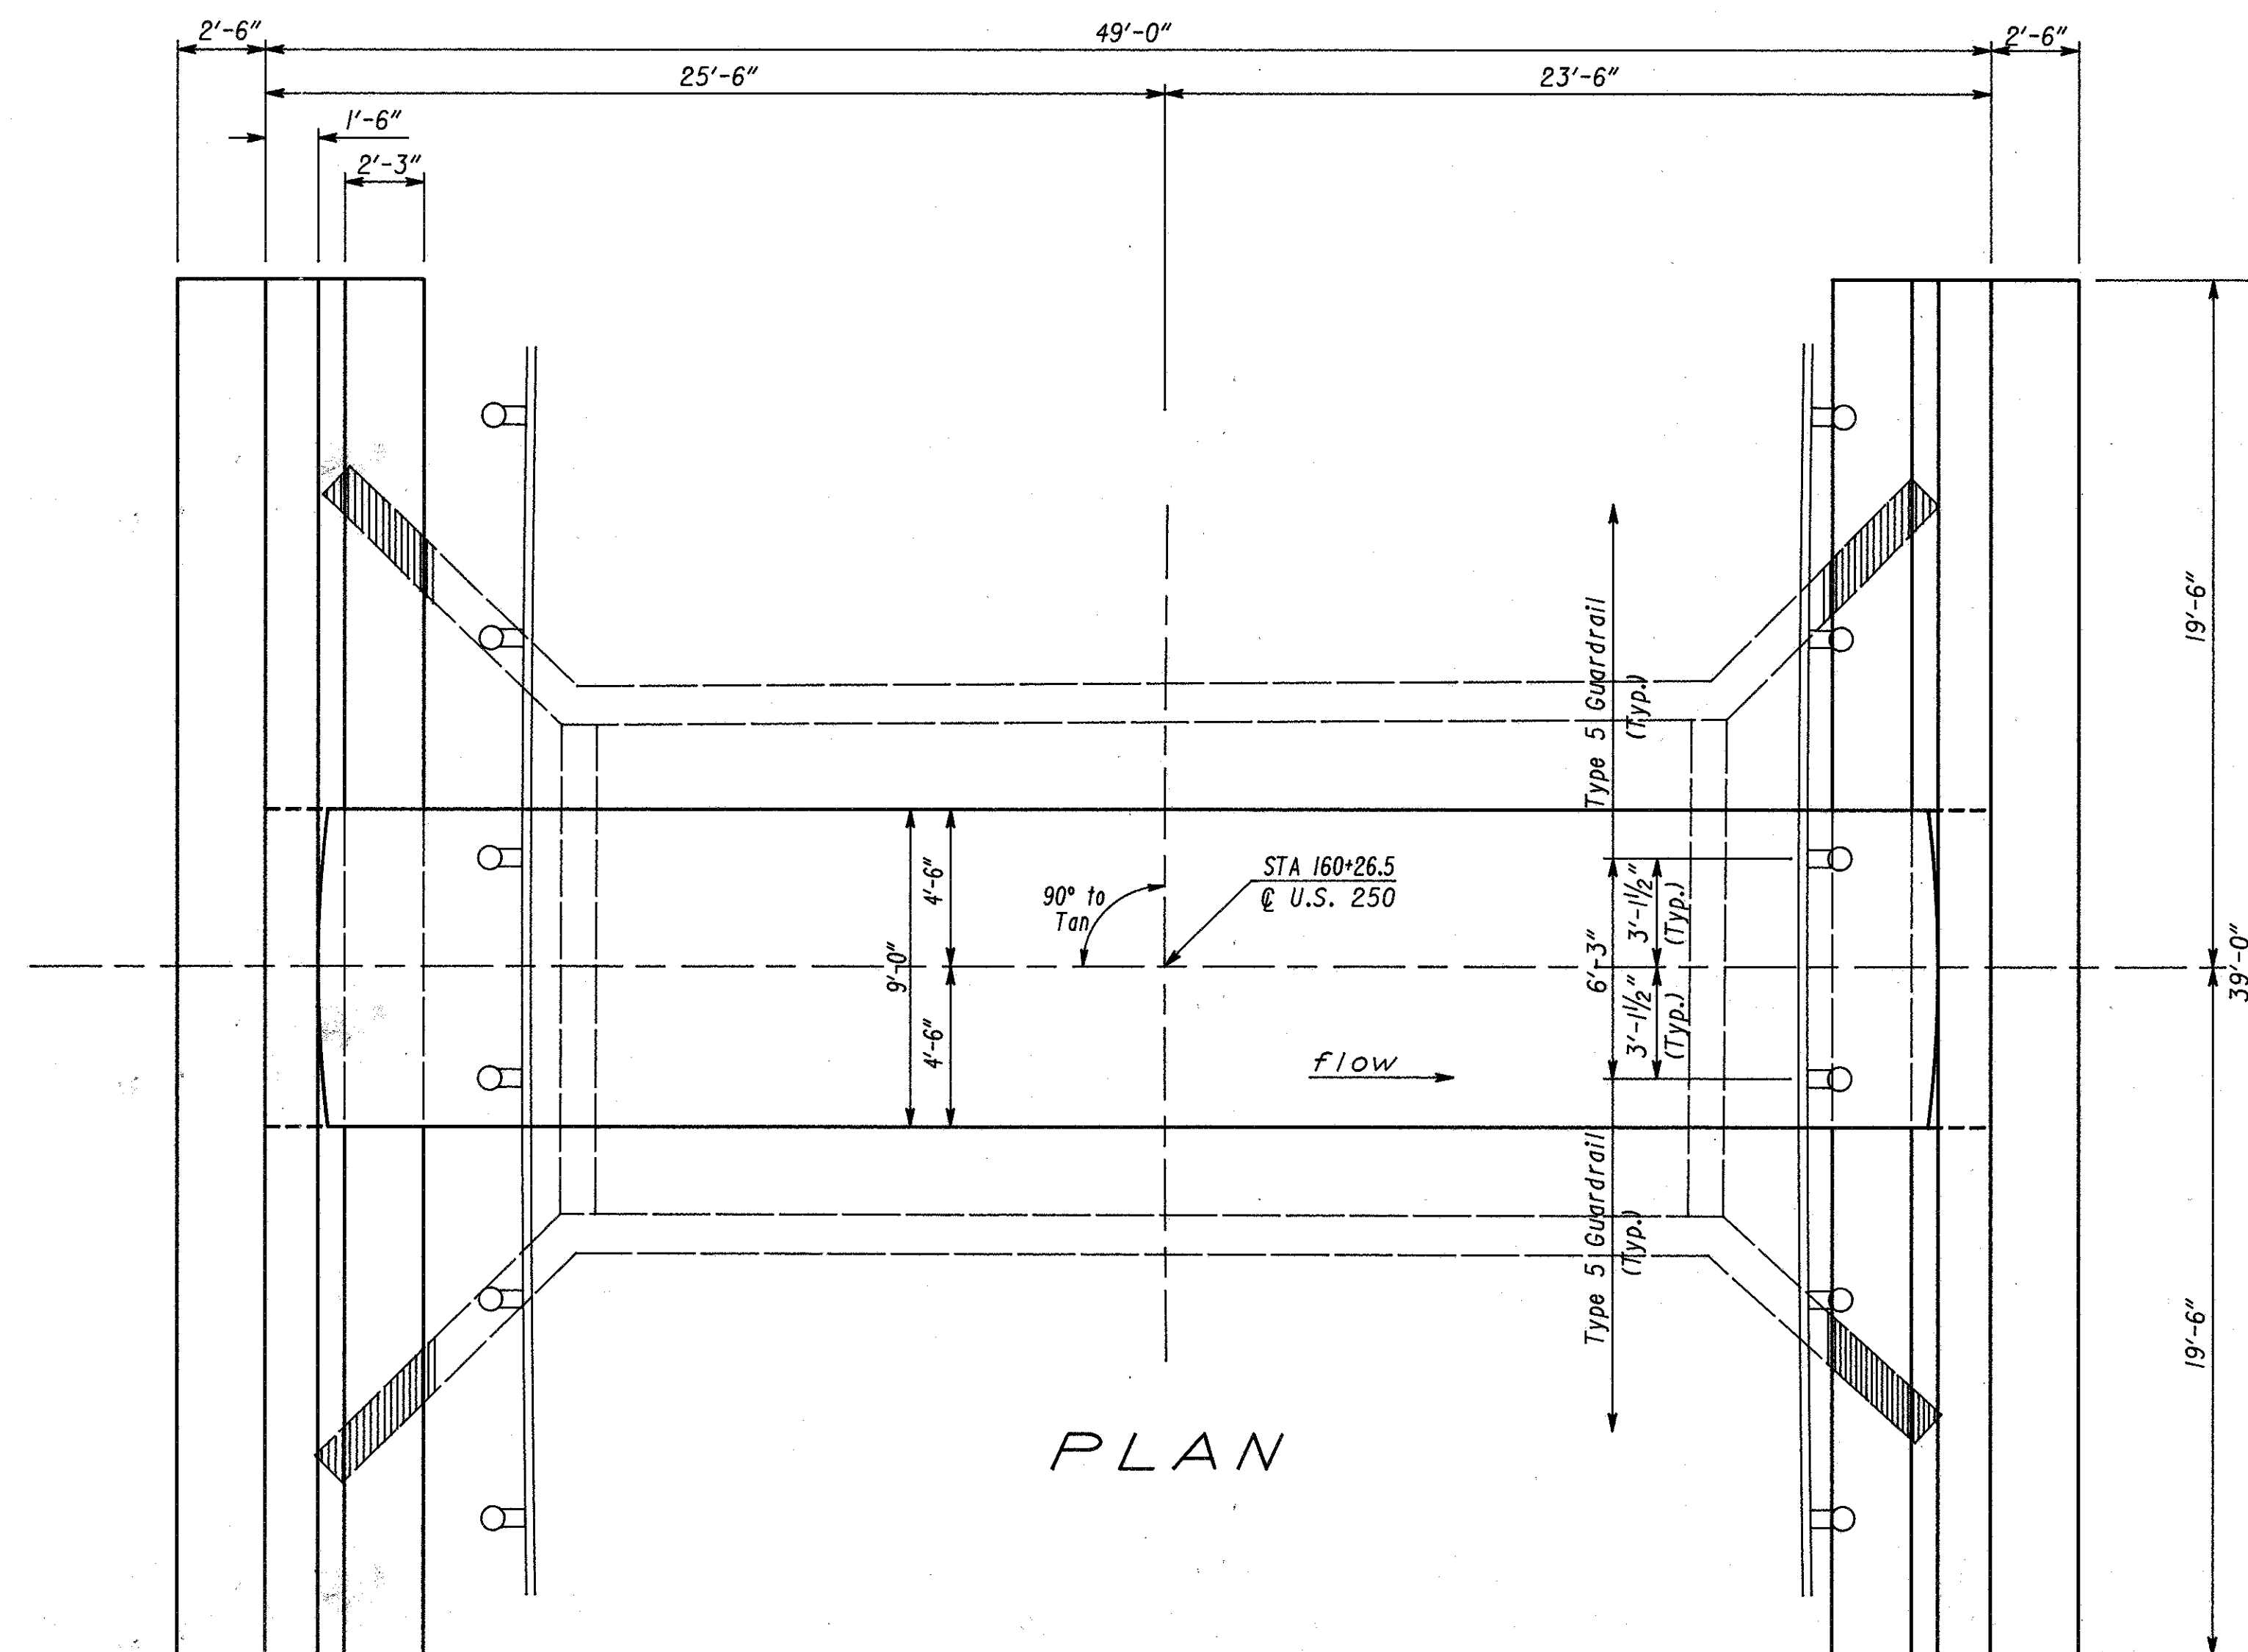 2'-6"
49'-0"
2'-6"
25'-6"
23'-6"
1'-6"
2'-3"
19'-6"
Type 5 Guardrail
(Typ.)
4'-6"
9'-0"
4'-6"
90° to
Tan
STA 160+26.5
℄ U.S. 250
6'-3"
3'-1½"
(Typ.)
3'-1½"
(Typ.)
39'-0"
flow
Type 5 Guardrail
(Typ.)
19'-6"
PLAN